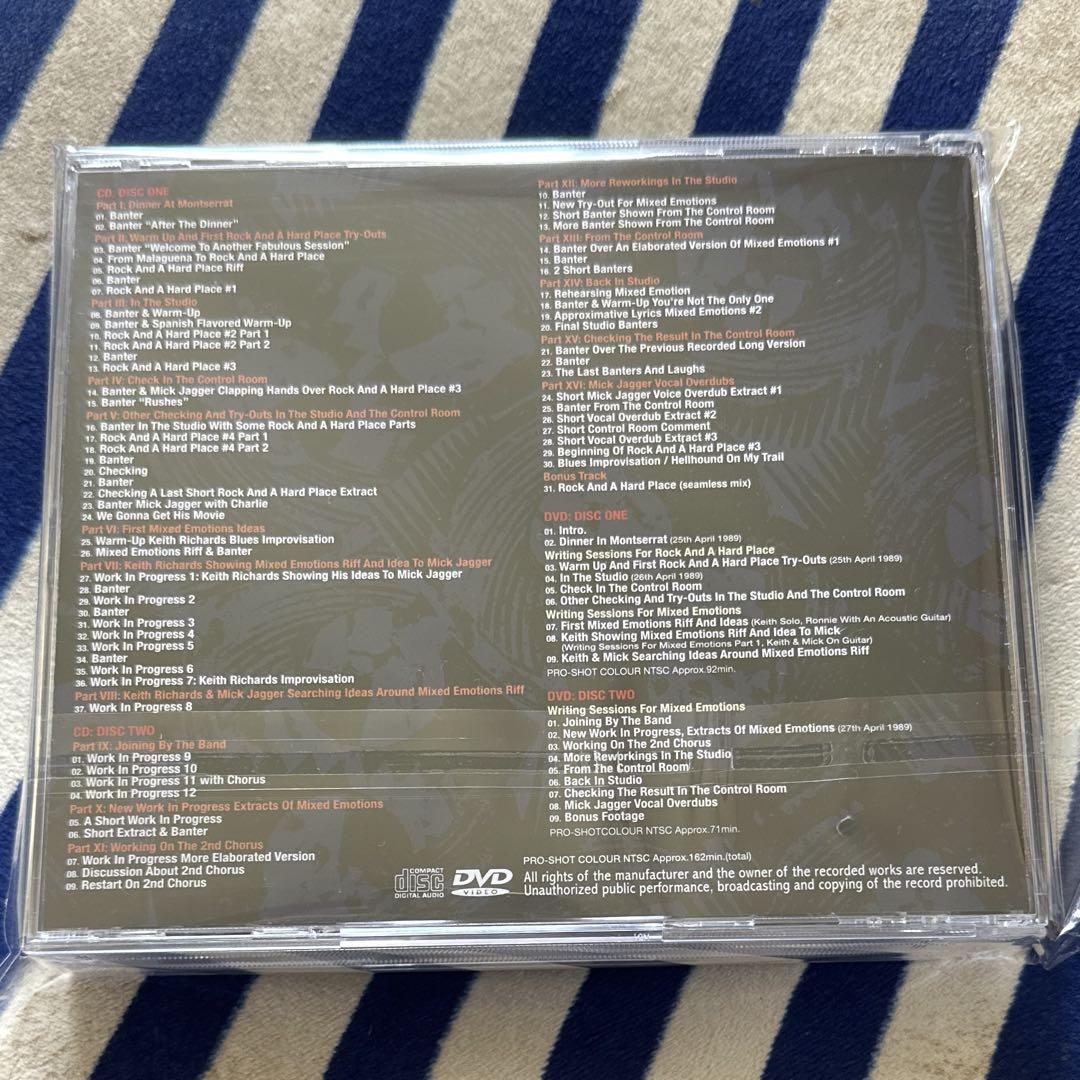 CD: DISC ONE
Part I: Dinner At Montserrat
01. Banter
02. Banter "After The Dinner"
Part II: Warm Up And First Rock And A Hard Place Try-Outs
03. Banter "Welcome To Another Fabulous Session"
04. From Malaguena To Rock And A Hard Place
05. Rock And A Hard Place Riff
06. Banter
07. Rock And A Hard Place #1
Part III: In The Studio
08. Banter & Warm-Up
09. Banter & Spanish Flavored Warm-Up
10. Rock And A Hard Place #2 Part 1
11. Rock And A Hard Place #2 Part 2
12. Banter
13. Rock And A Hard Place #3
Part IV: Check In The Control Room
14. Banter & Mick Jagger Clapping Hands Over Rock And A Hard Place #3
15. Banter "Rushes"
Part V: Other Checking And Try-Outs In The Studio And The Control Room
16. Banter In The Studio With Some Rock And A Hard Place Parts
17. Rock And A Hard Place #4 Part 1
18. Rock And A Hard Place #4 Part 2
19. Banter
20. Checking
21. Banter
22. Checking A Last Short Rock And A Hard Place Extract
23. Banter Mick Jagger with Charlie
24. We Gonna Get His Movie
Part VI: First Mixed Emotions Ideas
25. Warm-Up Keith Richards Blues Improvisation
26. Mixed Emotions Riff & Banter
Part VII: Keith Richards Showing Mixed Emotions Riff And Idea To Mick Jagger
27. Work In Progress 1: Keith Richards Showing His Ideas To Mick Jagger
28. Banter
29. Work In Progress 2
30. Banter
31. Work In Progress 3
32. Work In Progress 4
33. Work In Progress 5
34. Banter
35. Work In Progress 6
36. Work In Progress 7: Keith Richards Improvisation
Part VIII: Keith Richards & Mick Jagger Searching Ideas Around Mixed Emotions Riff
37. Work In Progress 8
CD: DISC TWO
Part IX: Joining By The Band
01. Work In Progress 9
02. Work In Progress 10
03. Work In Progress 11 with Chorus
04. Work In Progress 12
Part X: New Work In Progress Extracts Of Mixed Emotions
05. A Short Work In Progress
06. Short Extract & Banter
Part XI: Working On The 2nd Chorus
07. Work In Progress More Elaborated Version
08. Discussion About 2nd Chorus
09. Restart On 2nd Chorus
Part XII: More Reworkings In The Studio
10. Banter
11. New Try-Out For Mixed Emotions
12. Short Banter Shown From The Control Room
13. More Banter Shown From The Control Room
Part XIII: From The Control Room
14. Banter Over An Elaborated Version Of Mixed Emotions #1
15. Banter
16. 2 Short Banters
Part XIV: Back In Studio
17. Rehearsing Mixed Emotion
18. Banter & Warm-Up You're Not The Only One
19. Approximative Lyrics Mixed Emotions #2
20. Final Studio Banters
Part XV: Checking The Result In The Control Room
21. Banter Over The Previous Recorded Long Version
22. Banter
23. The Last Banters And Laughs
Part XVI: Mick Jagger Vocal Overdubs
24. Short Mick Jagger Voice Overdub Extract #1
25. Banter From The Control Room
26. Short Vocal Overdub Extract #2
27. Short Control Room Comment
28. Short Vocal Overdub Extract #3
29. Beginning Of Rock And A Hard Place #3
30. Blues Improvisation / Hellhound On My Trail
Bonus Track
31. Rock And A Hard Place (seamless mix)
DVD: DISC ONE
01. Intro.
02. Dinner In Montserrat (25th April 1989)
Writing Sessions For Rock And A Hard Place
03. Warm Up And First Rock And A Hard Place Try-Outs (25th April 1989)
04. In The Studio (26th April 1989)
05. Check In The Control Room
06. Other Checking And Try-Outs In The Studio And The Control Room
Writing Sessions For Mixed Emotions
07. First Mixed Emotions Riff And Ideas (Keith Solo, Ronnie With An Acoustic Guitar)
08. Keith Showing Mixed Emotions Riff And Idea To Mick
(Writing Sessions For Mixed Emotions Part 1, Keith & Mick On Guitar)
09. Keith & Mick Searching Ideas Around Mixed Emotions Riff
PRO-SHOT COLOUR NTSC Approx.92min.
DVD: DISC TWO
Writing Sessions For Mixed Emotions
01. Joining By The Band
02. New Work In Progress, Extracts Of Mixed Emotions (27th April 1989)
03. Working On The 2nd Chorus
04. More Reworkings In The Studio
05. From The Control Room
06. Back In Studio
07. Checking The Result In The Control Room
08. Mick Jagger Vocal Overdubs
09. Bonus Footage
PRO-SHOTCOLOUR NTSC Approx.71min.
PRO-SHOT COLOUR NTSC Approx.162min.(total)
COMPACT disc DIGITAL AUDIO
DVD VIDEO
All rights of the manufacturer and the owner of the recorded works are reserved.
Unauthorized public performance, broadcasting and copying of the record prohibited.